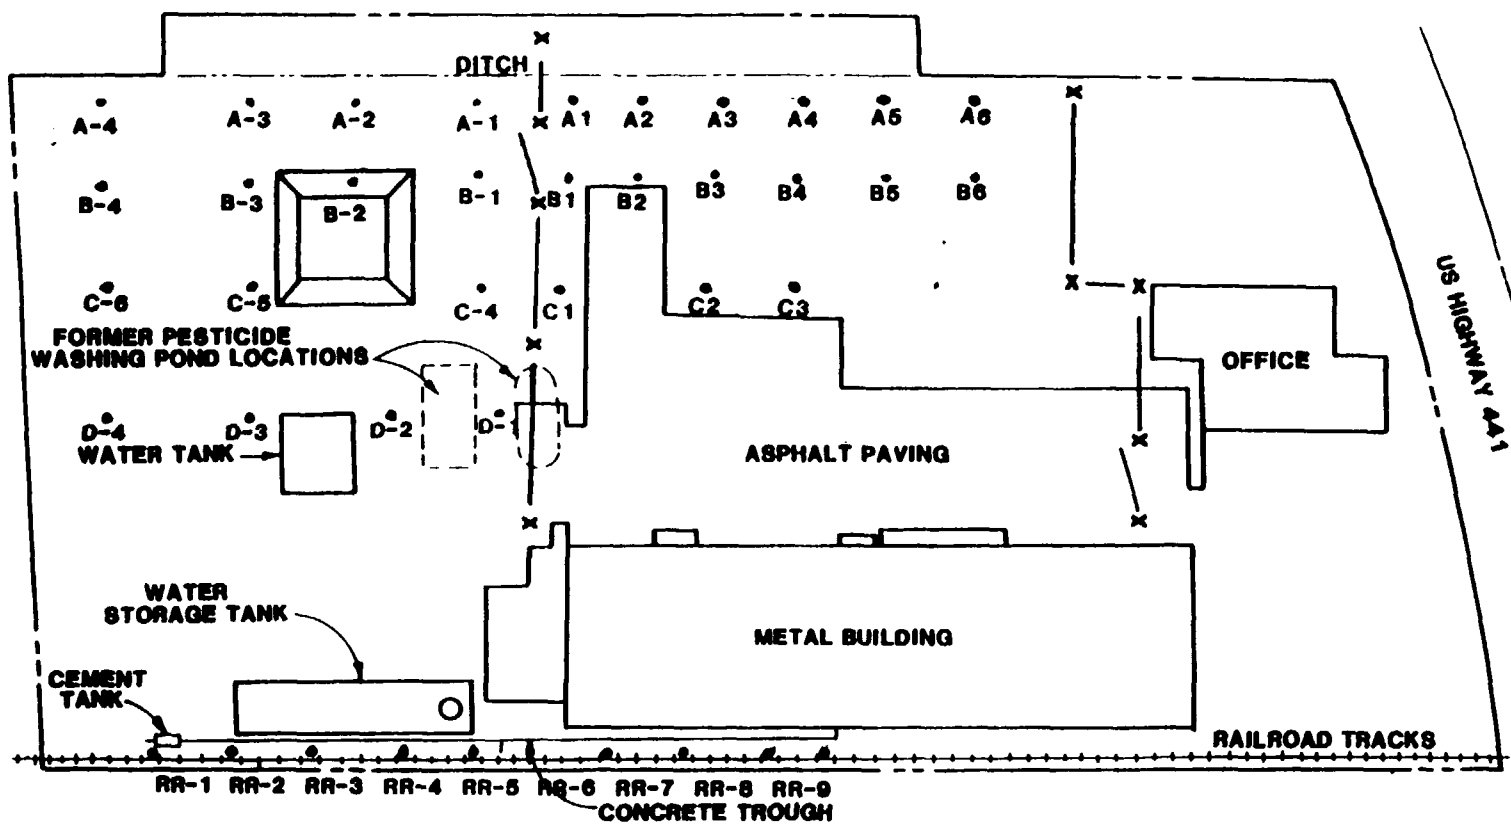 DITCH
A-4 A-3 A-2 A-1 A1 A2 A3 A4 A5 A6
B-4 B-3 B-2 B-1 B1 B2 B3 B4 B5 B6
C-6 C-5 C-4 C1 C2 C3
FORMER PESTICIDE
WASHING POND LOCATIONS
OFFICE
US HIGHWAY 441
D-4 D-3 D-2 D-1
WATER TANK
ASPHALT PAVING
WATER
STORAGE TANK
METAL BUILDING
CEMENT
TANK
RAILROAD TRACKS
RR-1 RR-2 RR-3 RR-4 RR-5 RR-6 RR-7 RR-8 RR-9
CONCRETE TROUGH